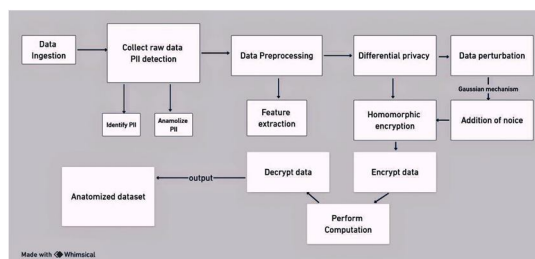 Data
Ingestion
Collect raw data
PII detection
Data Preprocessing
Differential privacy
Data perturbation
Gaussian mechanism
Identify PII
Anamolize
PII
Feature
extraction
Homomorphic
encryption
Addition of noice
Anatomized dataset
output
Decrypt data
Encrypt data
Perform
Computation
Made with Whimsical